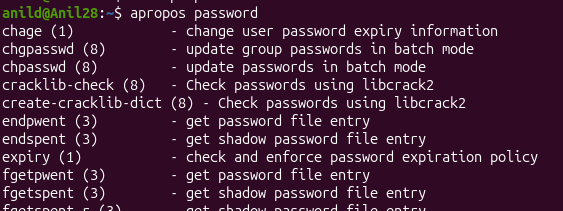 anild@Anil28:~$ apropos password
chage (1) - change user password expiry information
chgpasswd (8) - update group passwords in batch mode
chpasswd (8) - update passwords in batch mode
cracklib-check (8) - Check passwords using libcrack2
create-cracklib-dict (8) - Check passwords using libcrack2
endpwent (3) - get password file entry
endspent (3) - get shadow password file entry
expiry (1) - check and enforce password expiration policy
fgetpwent (3) - get password file entry
fgetspent (3) - get shadow password file entry
fgetspent_r (3) - get shadow password file entry